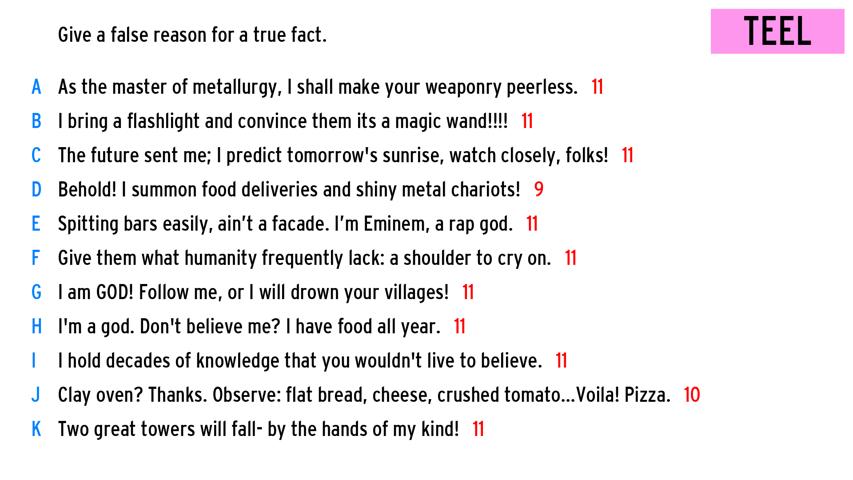 Give a false reason for a true fact.
TEEL
A As the master of metallurgy, I shall make your weaponry peerless. 11
B I bring a flashlight and convince them its a magic wand!!!! 11
C The future sent me; I predict tomorrow's sunrise, watch closely, folks! 11
D Behold! I summon food deliveries and shiny metal chariots! 9
E Spitting bars easily, ain't a facade. I'm Eminem, a rap god. 11
F Give them what humanity frequently lack: a shoulder to cry on. 11
G I am GOD! Follow me, or I will drown your villages! 11
H I'm a god. Don't believe me? I have food all year. 11
I I hold decades of knowledge that you wouldn't live to believe. 11
J Clay oven? Thanks. Observe: flat bread, cheese, crushed tomato...Voila! Pizza. 10
K Two great towers will fall- by the hands of my kind! 11